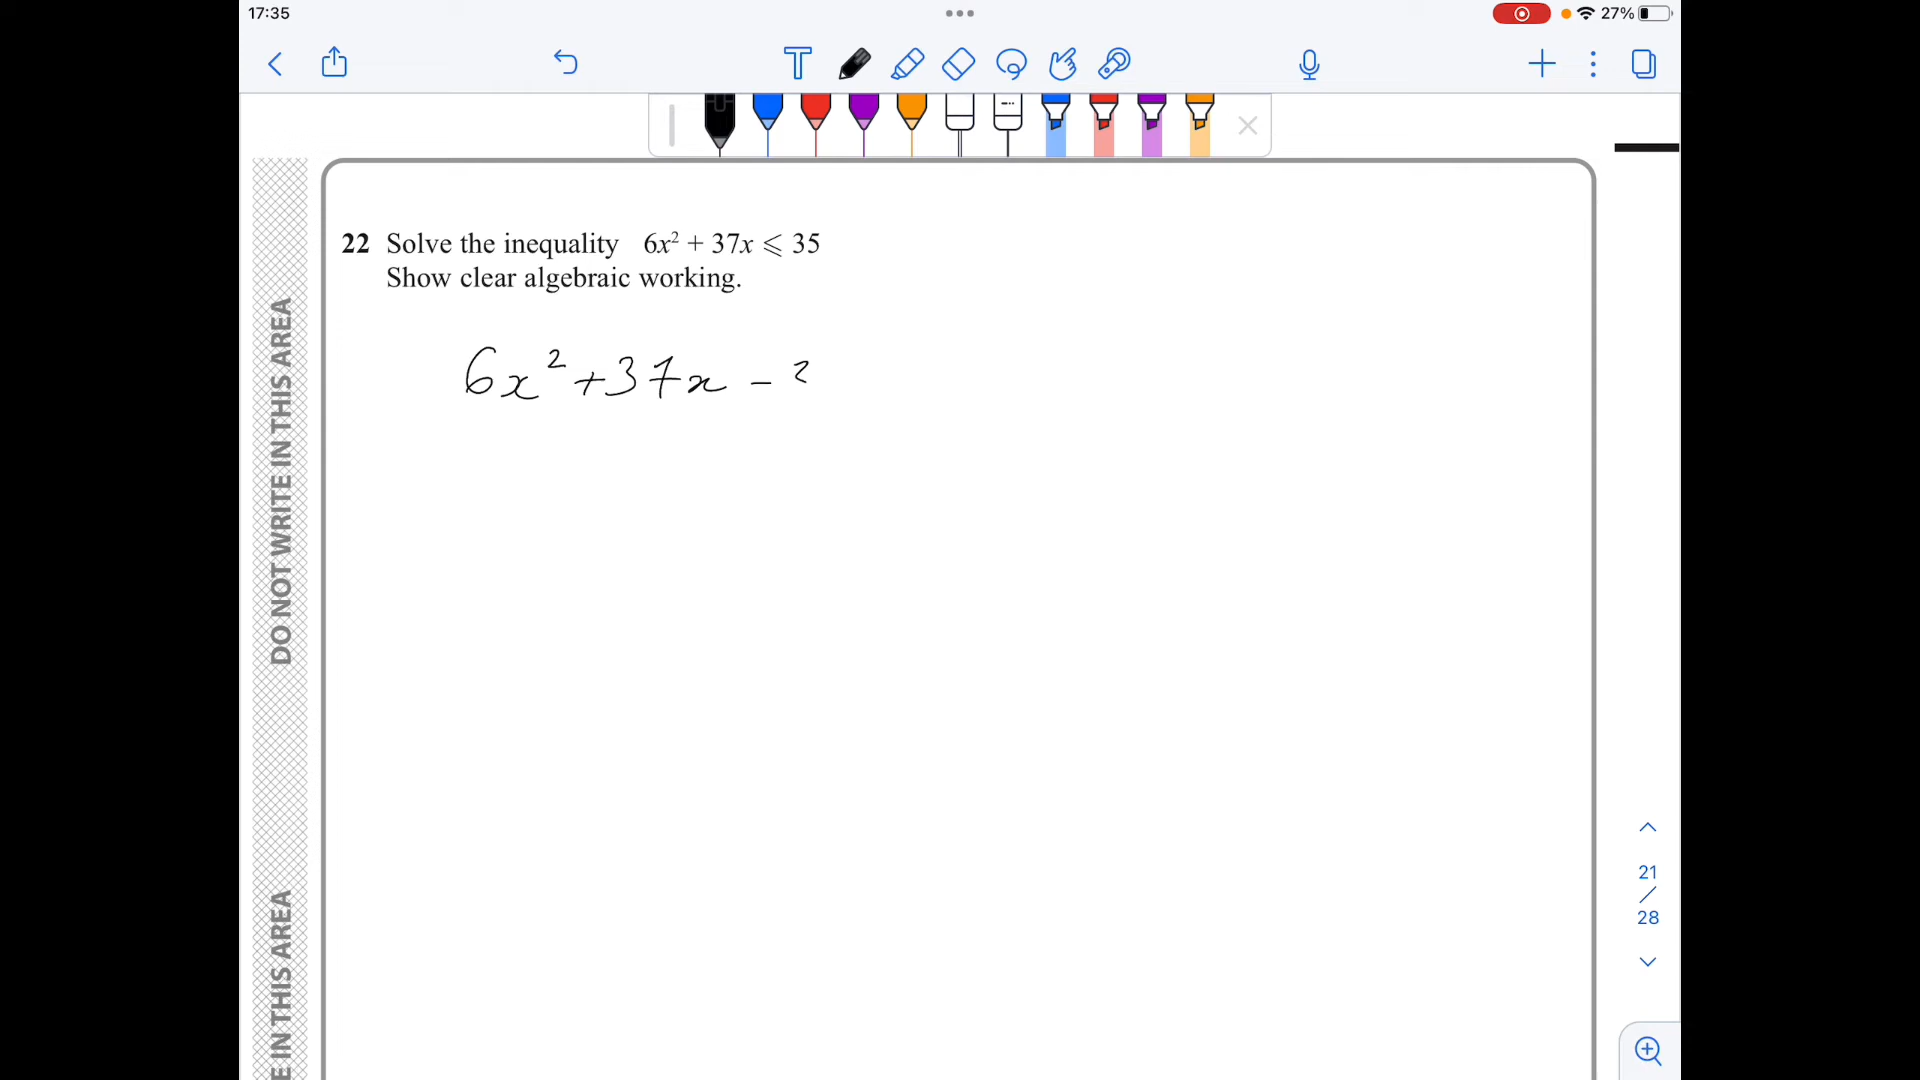 17:35
27%
22 Solve the inequality 6x² + 37x ⩽ 35
Show clear algebraic working.
6x² + 37x -
DO NOT WRITE IN THIS AREA
E IN THIS AREA
21
/
28